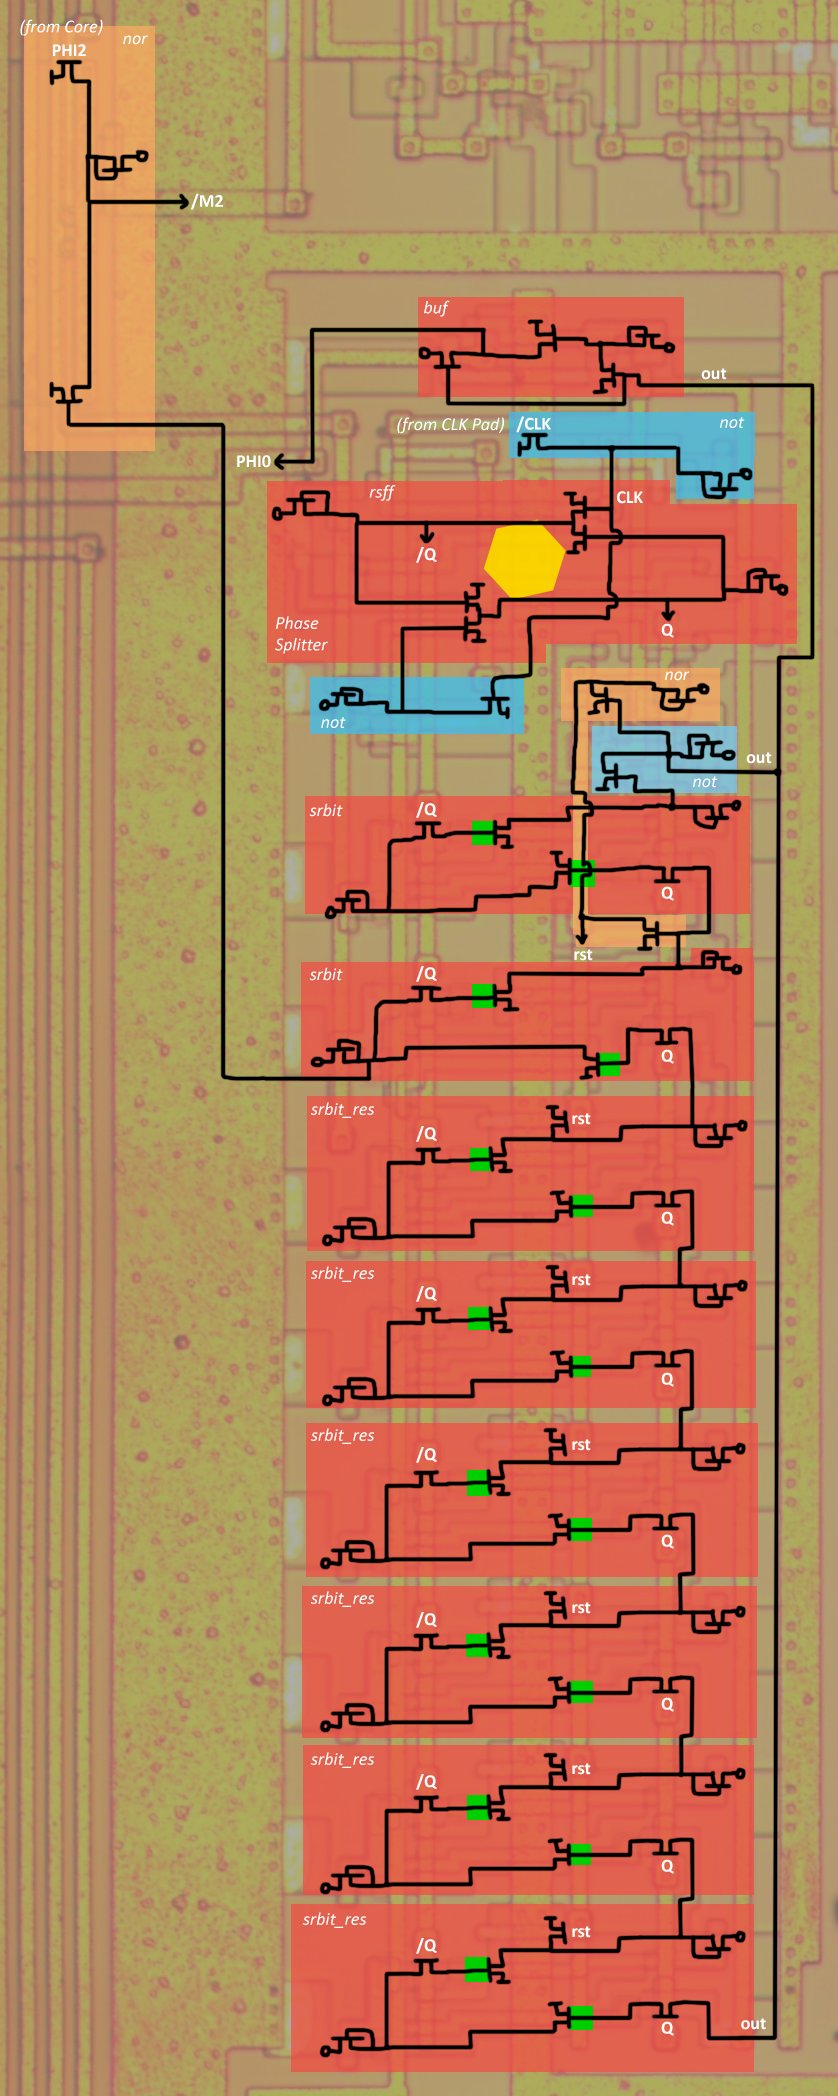 (from Core)
nor
PHI2
/M2
buf
out
(from CLK Pad)
/CLK
not
PHI0
rsff
CLK
/Q
Phase
Splitter
Q
nor
not
out
not
srbit
/Q
Q
rst
srbit
/Q
Q
srbit_res
/Q
rst
Q
srbit_res
/Q
rst
Q
srbit_res
/Q
rst
Q
srbit_res
/Q
rst
Q
srbit_res
/Q
rst
Q
srbit_res
/Q
rst
Q
out